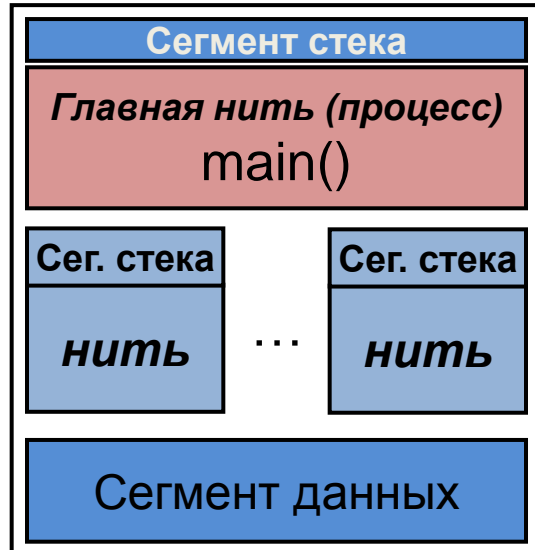 Сегмент стека
Главная нить (процесс)
main()
Сег. стека
Сег. стека
нить
...
нить
Сегмент данных